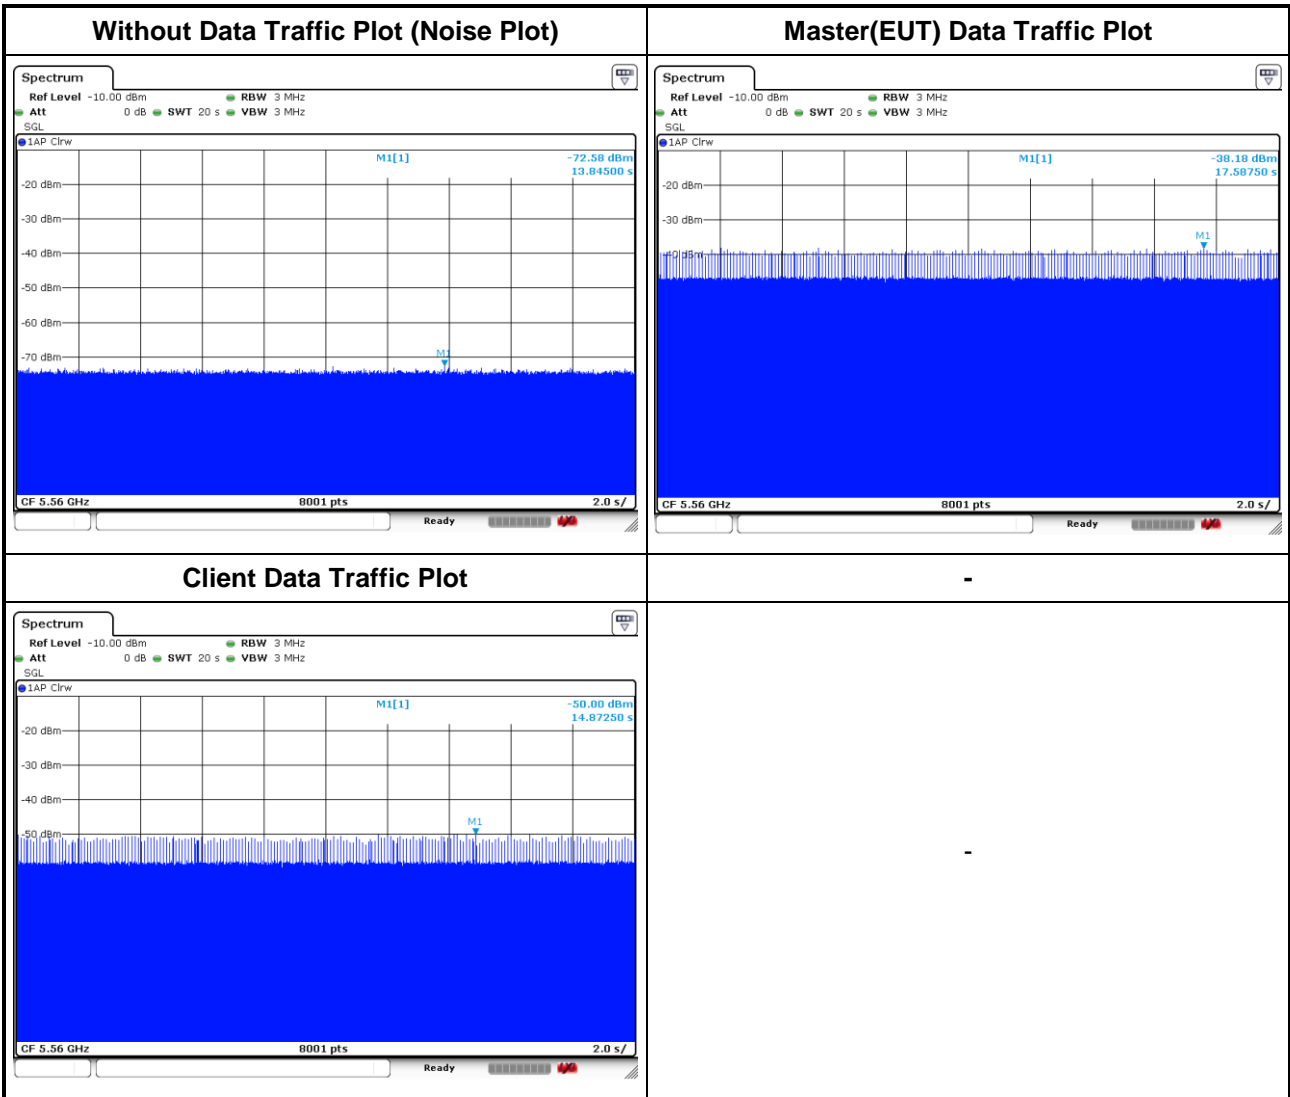 Without Data Traffic Plot (Noise Plot)
Master(EUT) Data Traffic Plot
Spectrum
Ref Level -10.00 dBm RBW 3 MHz
Att 0 dB SWT 20 s VBW 3 MHz
SGL
1AP Clrw
M1[1] -72.58 dBm
13.84500 s
-20 dBm
-30 dBm
-40 dBm
-50 dBm
-60 dBm
-70 dBm
M1
CF 5.56 GHz 8001 pts 2.0 s/
Ready
Spectrum
Ref Level -10.00 dBm RBW 3 MHz
Att 0 dB SWT 20 s VBW 3 MHz
SGL
1AP Clrw
M1[1] -38.18 dBm
17.58750 s
-20 dBm
-30 dBm
M1
-40 dBm
CF 5.56 GHz 8001 pts 2.0 s/
Ready
Client Data Traffic Plot
-
Spectrum
Ref Level -10.00 dBm RBW 3 MHz
Att 0 dB SWT 20 s VBW 3 MHz
SGL
1AP Clrw
M1[1] -50.00 dBm
14.87250 s
-20 dBm
-30 dBm
-40 dBm
M1
-50 dBm
CF 5.56 GHz 8001 pts 2.0 s/
Ready
-